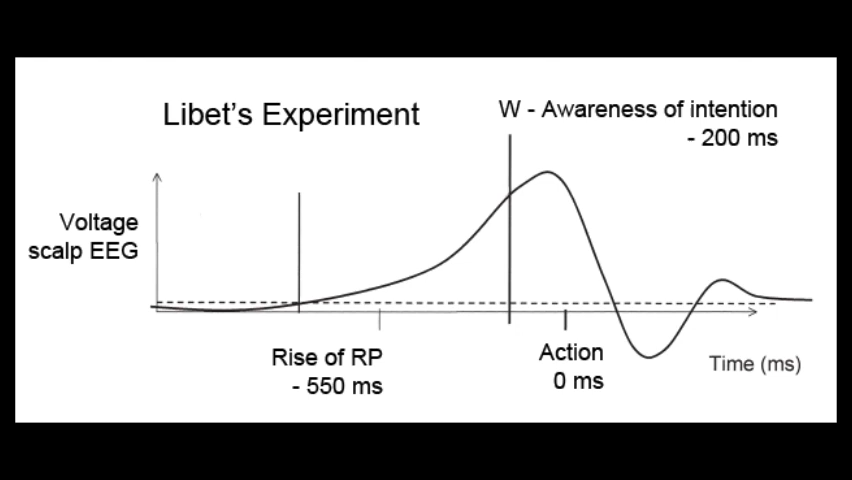 Libet's Experiment
W - Awareness of intention
- 200 ms
Voltage
scalp EEG
Rise of RP
- 550 ms
Action
0 ms
Time (ms)